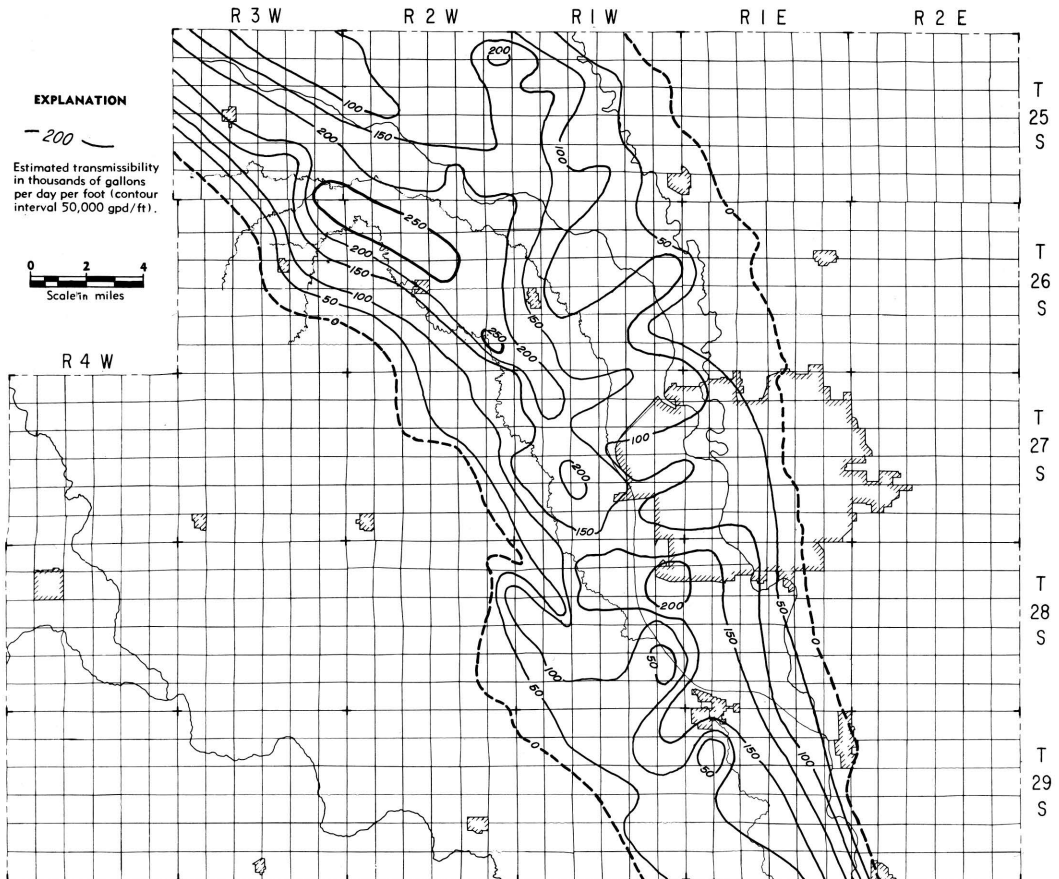 R 3 W R 2 W R 1 W R 1 E R 2 E
EXPLANATION
200
Estimated transmissibility
in thousands of gallons
per day per foot (contour
interval 50,000 gpd/ft).
0 2 4
Scale in miles
R 4 W
T
25
S
T
26
S
T
27
S
T
28
S
T
29
S
200
100
150
200
100
0
250
50
200
150
100
50
0
150
250
200
100
200
150
200
50
150
0
100
50
50
0
150
100
50